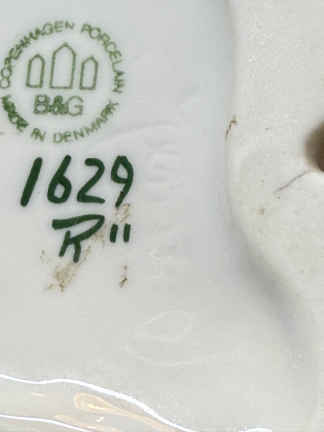 COPENHAGEN PORCELAIN
B&G
MADE IN DENMARK
1629
R"